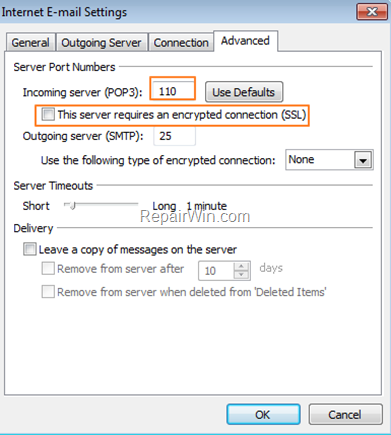 Internet E-mail Settings
General Outgoing Server Connection Advanced
Server Port Numbers
Incoming server (POP3): 110 Use Defaults
This server requires an encrypted connection (SSL)
Outgoing server (SMTP): 25
Use the following type of encrypted connection: None
Server Timeouts
Short Long 1 minute
RepairWin.com
Delivery
Leave a copy of messages on the server
Remove from server after 10 days
Remove from server when deleted from 'Deleted Items'
OK Cancel